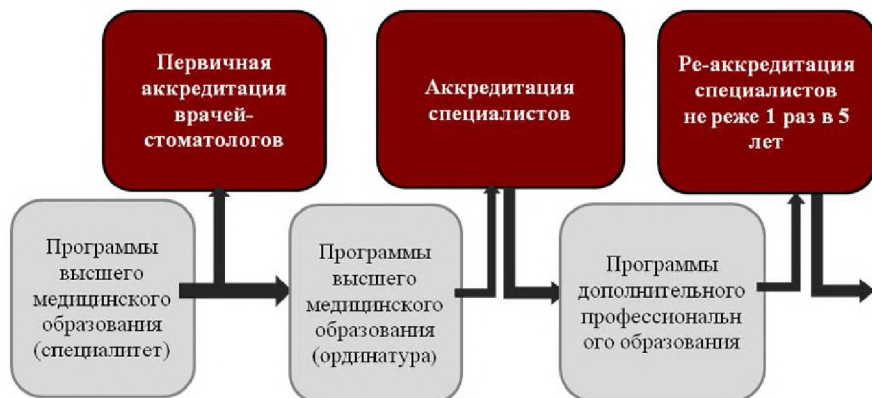 Первичная
аккредитация
врачей-
стоматологов
Аккредитация
специалистов
Ре-аккредитация
специалистов
не реже 1 раз в 5
лет
Программы
высшего
медицинского
образования
(специалитет)
Программы
высшего
медицинского
образования
(ординатура)
Программы
дополнительного
профессиональн
ого образования